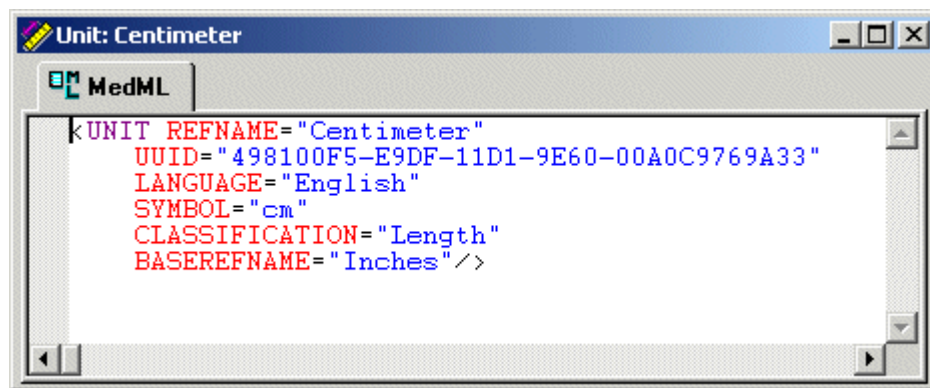 Unit: Centimeter
MedML
<UNIT REFNAME="Centimeter"
UUID="498100F5-E9DF-11D1-9E60-00A0C9769A33"
LANGUAGE="English"
SYMBOL="cm"
CLASSIFICATION="Length"
BASEREFNAME="Inches"/>